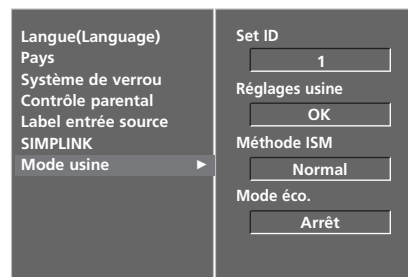 Langue(Language)
Pays
Système de verrou
Contrôle parental
Label entrée source
SIMPLINK
Mode usine ►
Set ID
1
Réglages usine
OK
Méthode ISM
Normal
Mode éco.
Arrêt